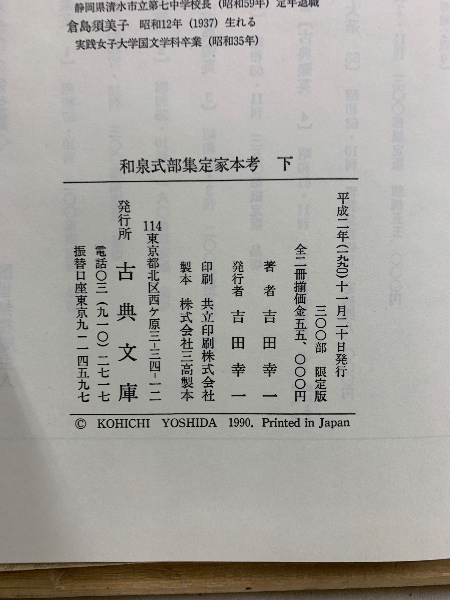 静岡県清水市立第七中学校長(昭和59年)定年退職
倉島須美子 昭和12年(1937)生れる
実践女子大学国文学科卒業(昭和35年)
和泉式部集定家本考 下
平成二年(一九九〇)十一月二十日発行
三〇〇部 限定版
全二冊揃価金五五、〇〇〇円
著者 吉田幸一
発行者 吉田幸一
印刷 共立印刷株式会社
製本 株式会社三高製本
114東京都北区西ケ原三−三四−一二
発行所 古典文庫
電話〇三(九一〇)二七一七
振替口座東京九−二一四五九七
© KOHICHI YOSHIDA 1990. Printed in Japan